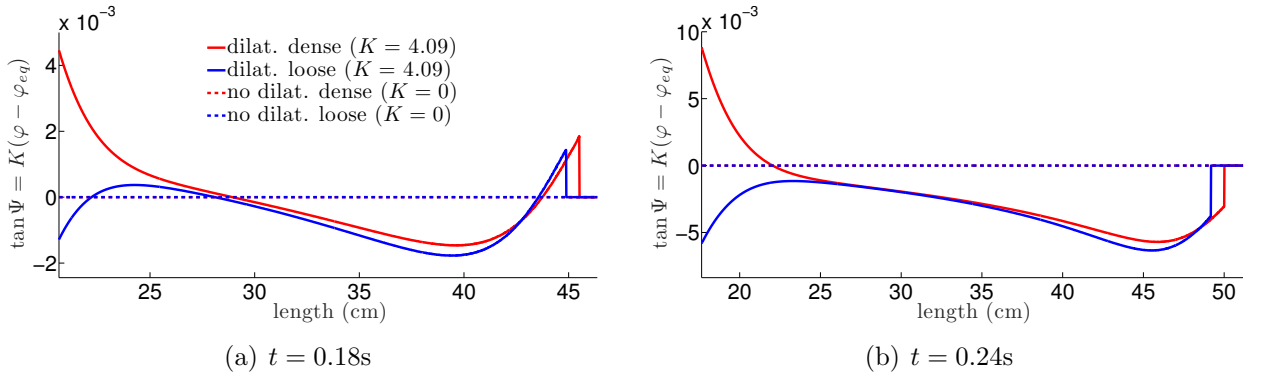 x 10⁻³
4
2
0
−2
tan Ψ = K(φ − φ_eq)
dilat. dense (K = 4.09)
dilat. loose (K = 4.09)
no dilat. dense (K = 0)
no dilat. loose (K = 0)
25 30 35 40 45
length (cm)
(a) t = 0.18s
x 10⁻³
10
5
0
−5
tan Ψ = K(φ − φ_eq)
20 25 30 35 40 45 50
length (cm)
(b) t = 0.24s